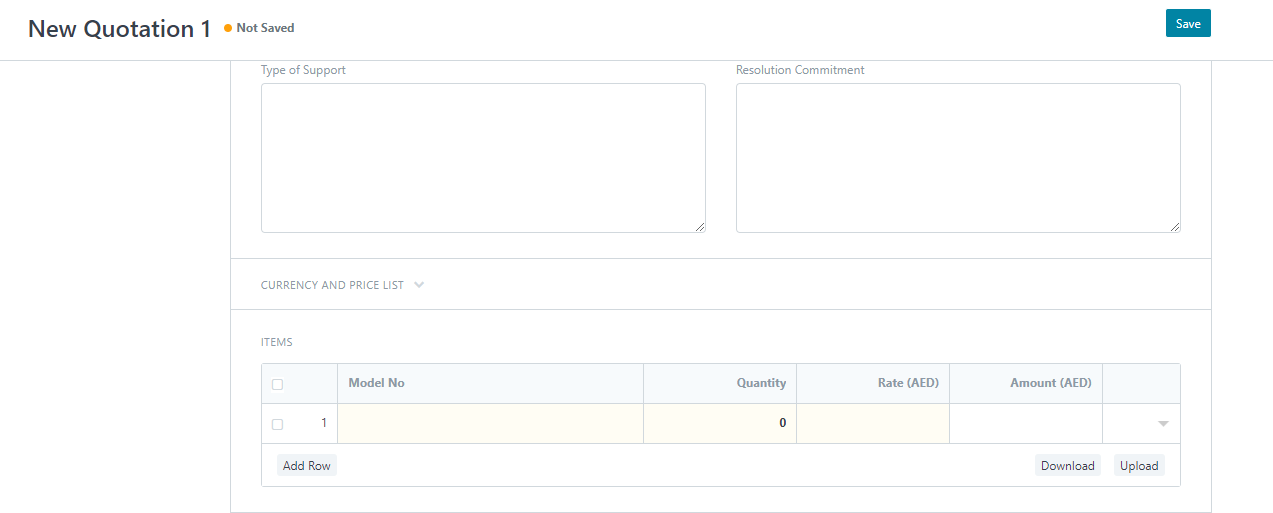 New Quotation 1 Not Saved Save
Type of Support Resolution Commitment
CURRENCY AND PRICE LIST
ITEMS
Model No Quantity Rate (AED) Amount (AED)
1 0
Add Row Download Upload